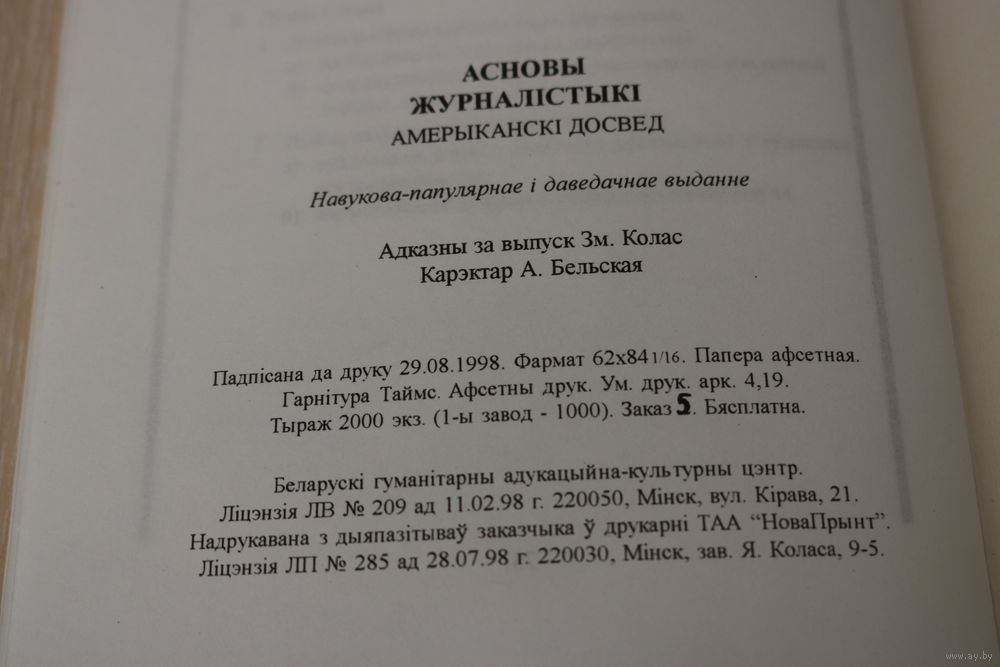 АСНОВЫ
ЖУРНАЛІСТЫКІ
АМЕРЫКАНСКІ ДОСВЕД
Навукова-папулярнае і даведачнае выданне
Адказны за выпуск Зм. Колас
Карэктар А. Бельская
Падпісана да друку 29.08.1998. Фармат 62х84 1/16. Папера афсетная.
Гарнітура Таймс. Афсетны друк. Ум. друк. арк. 4,19.
Тыраж 2000 экз. (1-ы завод - 1000). Заказ 5. Бясплатна.
Беларускі гуманітарны адукацыйна-культурны цэнтр.
Ліцэнзія ЛВ № 209 ад 11.02.98 г. 220050, Мінск, вул. Кірава, 21.
Надрукавана з дыяпазітываў заказчыка ў друкарні ТАА “НоваПрынт”.
Ліцэнзія ЛП № 285 ад 28.07.98 г. 220030, Мінск, зав. Я. Коласа, 9-5.
www.ay.by